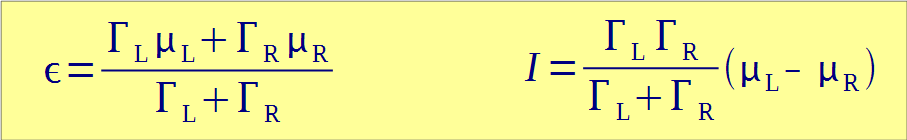 ϵ = (Γ_L μ_L + Γ_R μ_R) / (Γ_L + Γ_R)
I = (Γ_L Γ_R) / (Γ_L + Γ_R) (μ_L – μ_R)